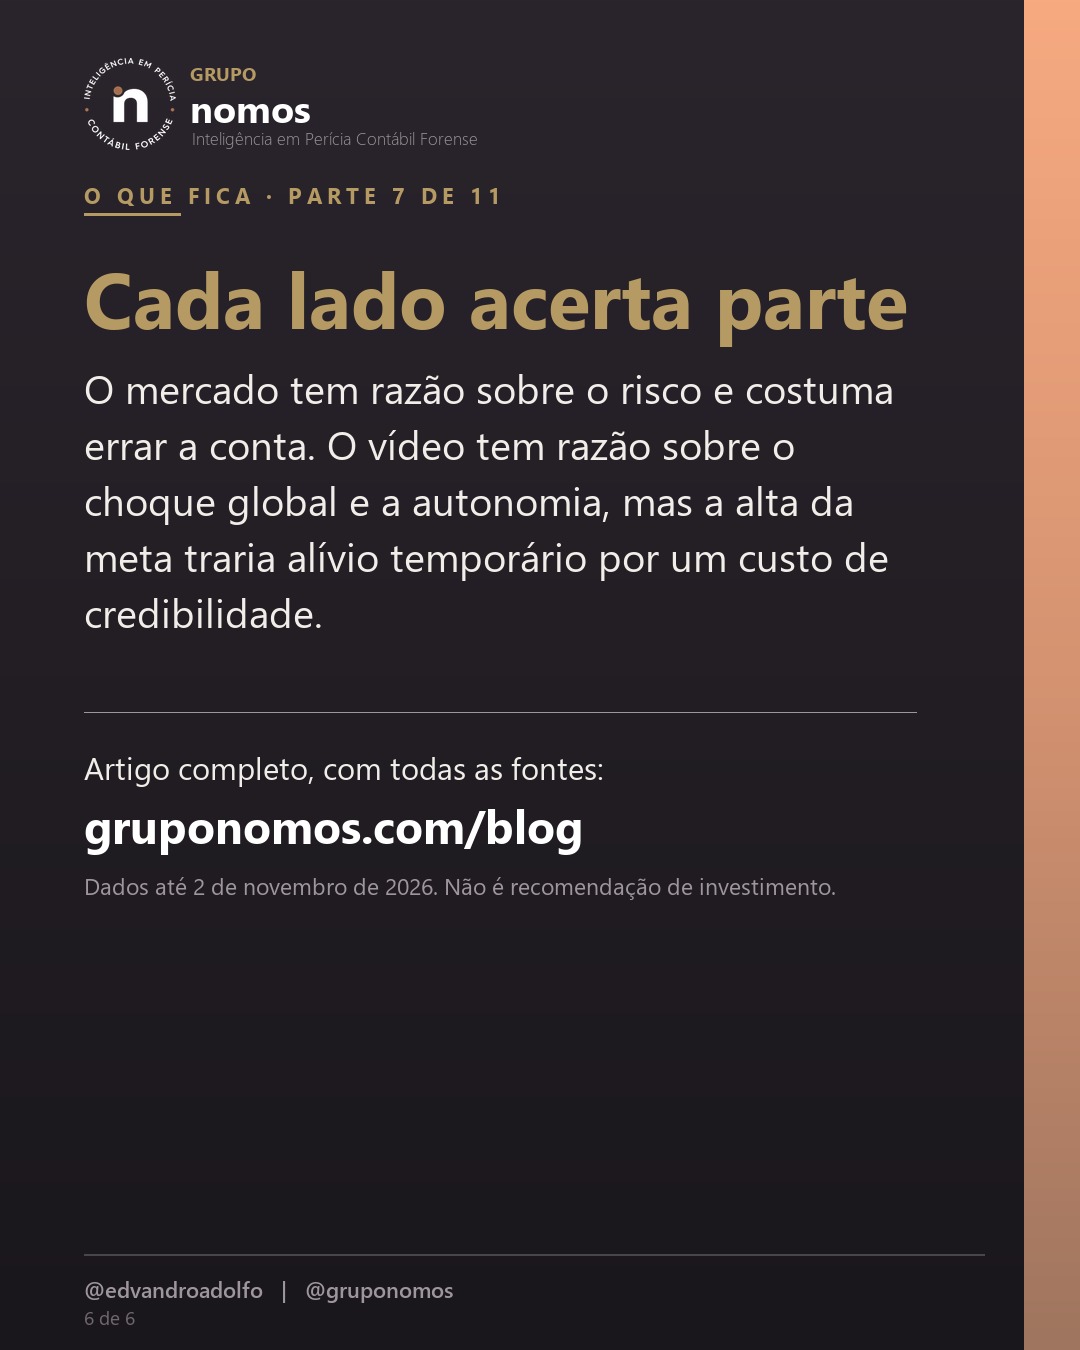 INTELIGÊNCIA EM PERÍCIA
CONTÁBIL FORENSE
n
GRUPO
nomos
Inteligência em Perícia Contábil Forense
O QUE FICA · PARTE 7 DE 11
Cada lado acerta parte
O mercado tem razão sobre o risco e costuma
errar a conta. O vídeo tem razão sobre o
choque global e a autonomia, mas a alta da
meta traria alívio temporário por um custo de
credibilidade.
Artigo completo, com todas as fontes:
gruponomos.com/blog
Dados até 2 de novembro de 2026. Não é recomendação de investimento.
@edvandroadolfo | @gruponomos
6 de 6